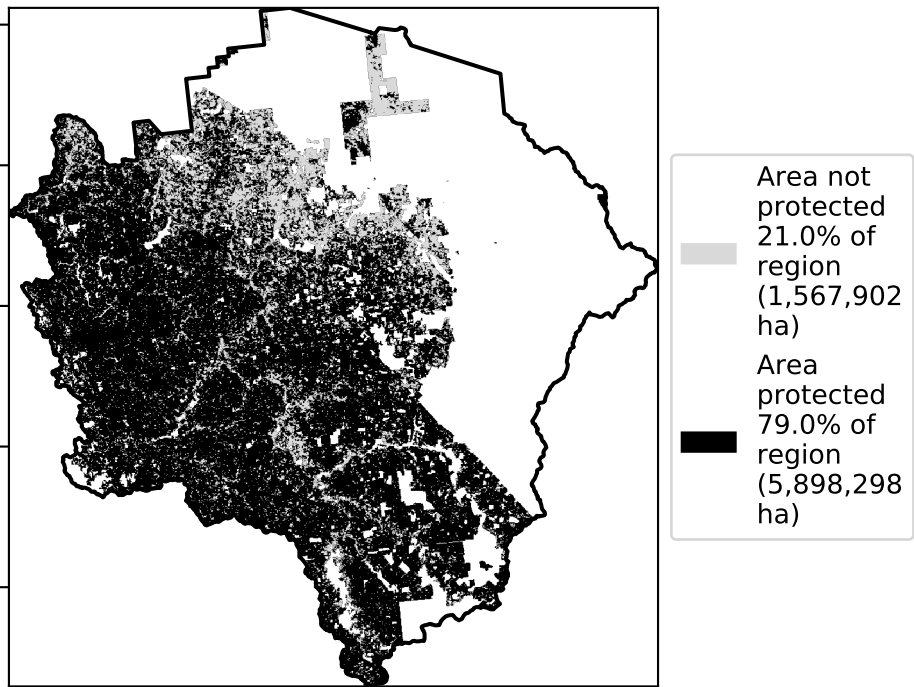 Area not
protected
21.0% of
region
(1,567,902
ha)
Area
protected
79.0% of
region
(5,898,298
ha)